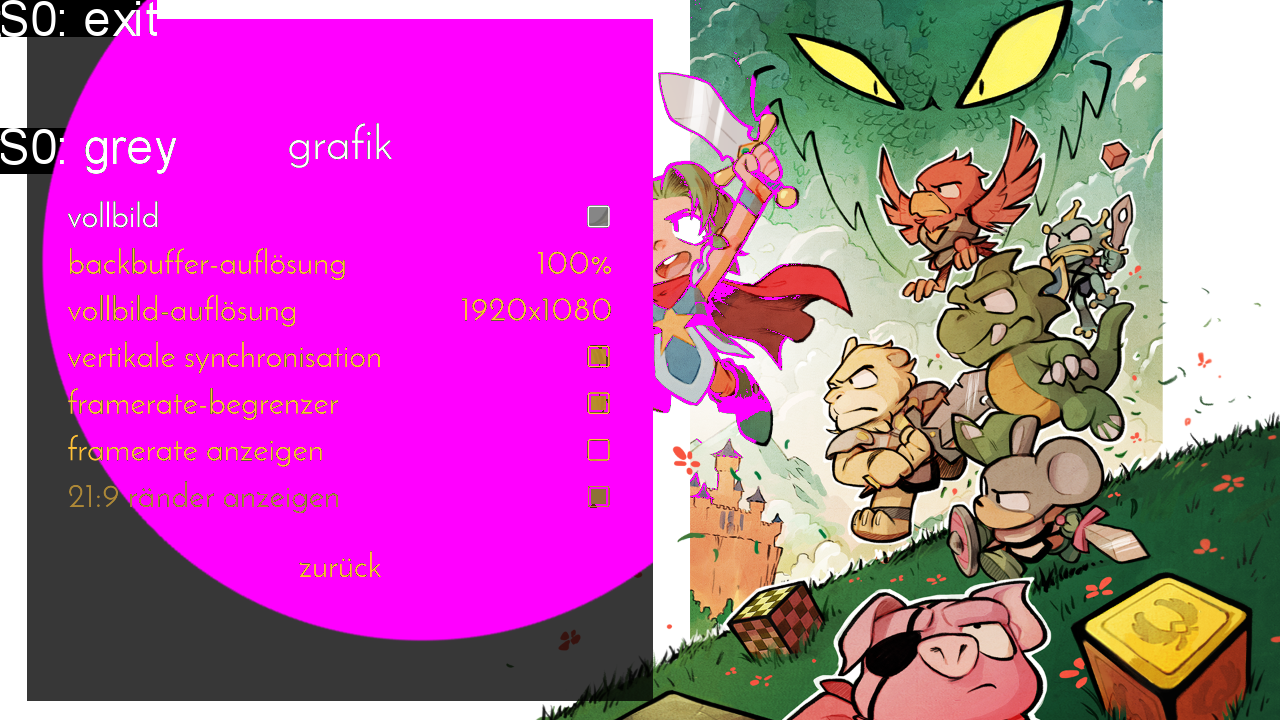 S0: exit
S0: grey
grafik
vollbild
backbuffer-auflösung 100%
vollbild-auflösung 1920x1080
vertikale synchronisation
framerate-begrenzer
framerate anzeigen
21:9 ränder anzeigen
zurück